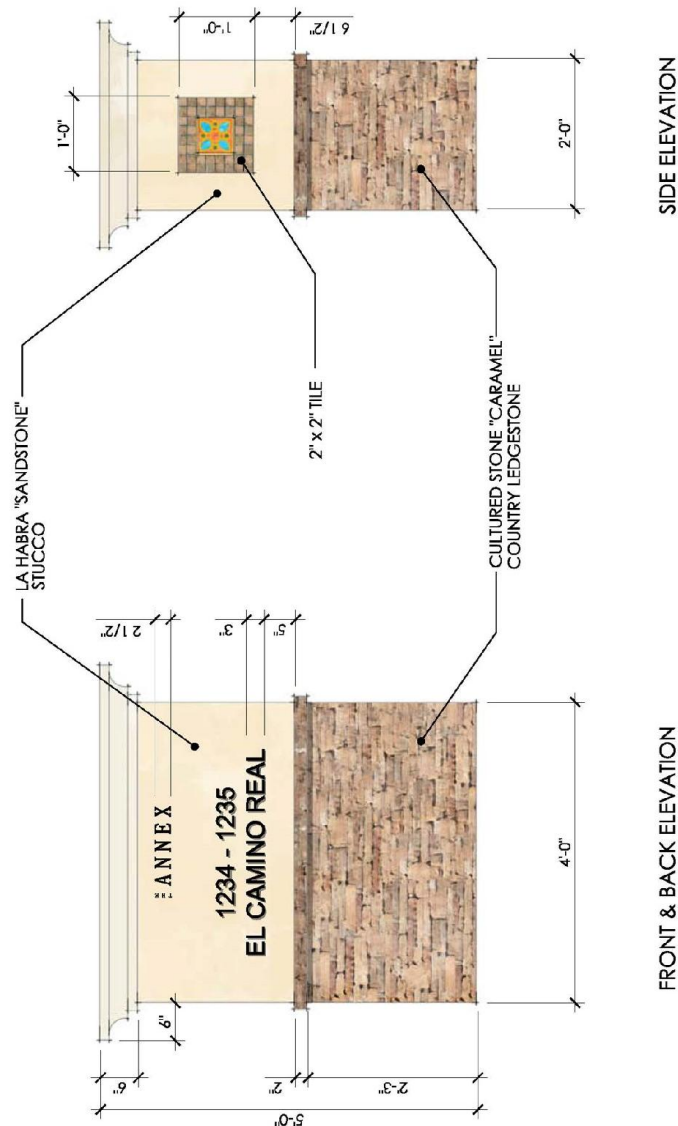 LA HABRA "SANDSTONE"
STUCCO
2" x 2" TILE
CULTURED STONE "CARAMEL"
COUNTRY LEDGESTONE
THE ANNEX
1234 - 1235
EL CAMINO REAL
2 1/2"
3"
5"
6"
6"
2"
2'-3"
5'-0"
4'-0"
FRONT & BACK ELEVATION
1'-0"
1'-0"
6 1/2"
2'-0"
SIDE ELEVATION